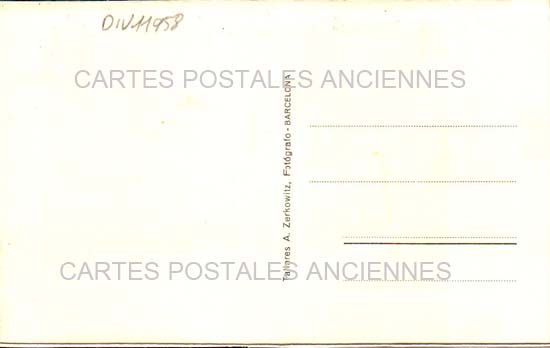 DIV11958
CARTES POSTALES ANCIENNES
Talleres A. Zerkowitz, Fotógrafo - BARCELONA
CARTES POSTALES ANCIENNES